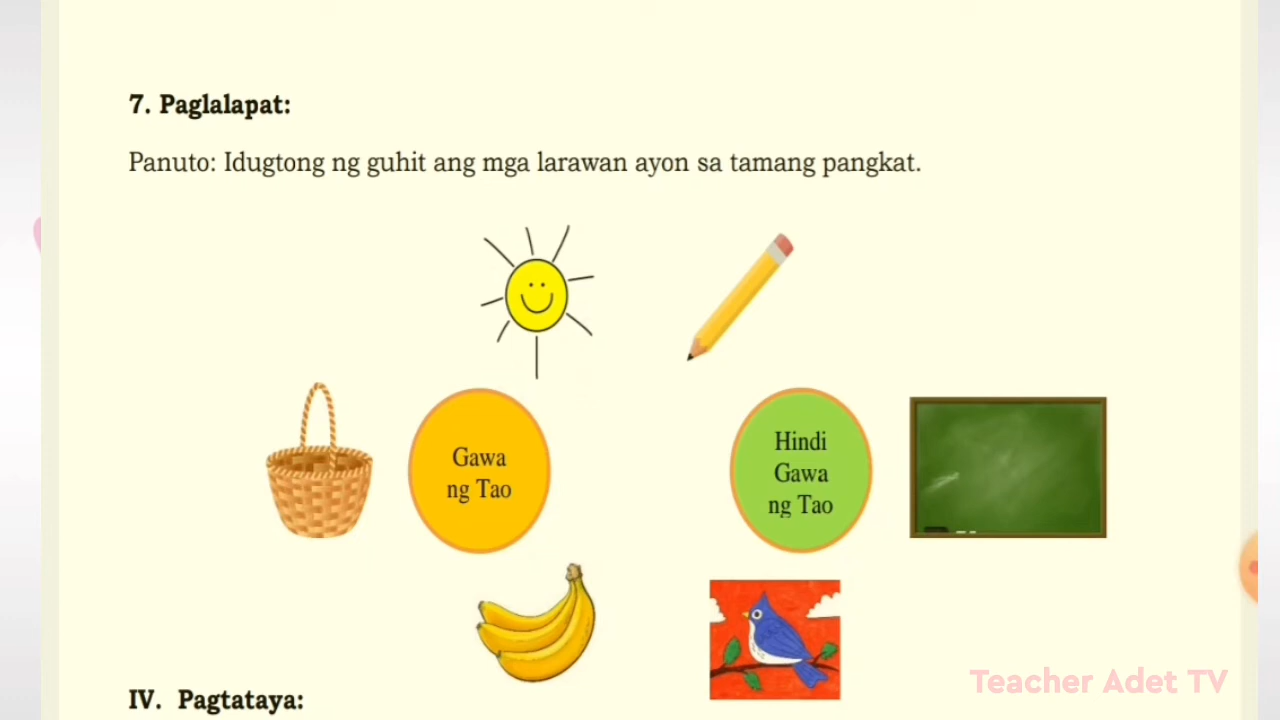 7. Paglalapat:
Panuto: Idugtong ng guhit ang mga larawan ayon sa tamang pangkat.
Gawa
ng Tao
Hindi
Gawa
ng Tao
IV. Pagtataya:
Teacher Adet TV